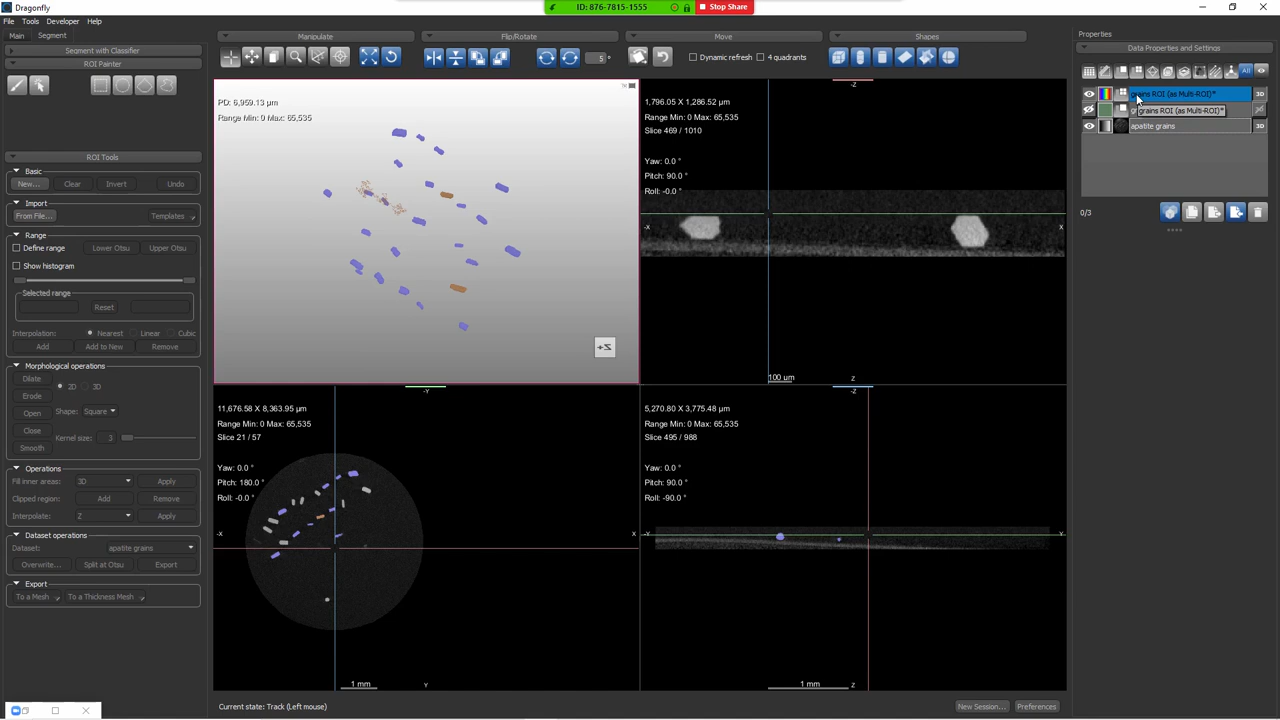 Dragonfly
ID: 876-7815-1555
Stop Share
File Tools Developer Help
Main Segment
Segment with Classifier
ROI Painter
ROI Tools
Basic
New... Clear Invert Undo
Import
From File... Templates
Range
Define range Lower Otsu Upper Otsu
Show histogram
Selected range
Reset
Interpolation: Nearest Linear Cubic
Add Add to New Remove
Morphological operations
Dilate 2D 3D
Erode
Open Shape: Square
Close
Kernel size: 3
Smooth
Operations
Fill inner areas: 3D Apply
Clipped region: Add Remove
Interpolate: Z Apply
Dataset operations
Dataset: apatite grains
Overwrite... Split at Otsu Export
Export
To a Mesh To a Thickness Mesh
Manipulate Flip/Rotate Move Shapes
5°
Dynamic refresh 4 quadrants
PD: 6,959.13 µm
Range Min: 0 Max: 65,535
Z+
-Z
1,796.05 X 1,286.52 µm
Range Min: 0 Max: 65,535
Slice 469 / 1010
Yaw: 0.0 °
Pitch: 90.0 °
Roll: -0.0 °
-X X
100 µm Z
-Y
11,676.58 X 8,363.95 µm
Range Min: 0 Max: 65,535
Slice 21 / 57
Yaw: 0.0 °
Pitch: 180.0 °
Roll: -0.0 °
-X X
1 mm Y
-Z
5,270.80 X 3,775.48 µm
Range Min: 0 Max: 65,535
Slice 495 / 988
Yaw: 0.0 °
Pitch: 90.0 °
Roll: -90.0 °
-Y Y
1 mm Z
Current state: Track (Left mouse)
New Session... Preferences
Properties
Data Properties and Settings
All
grains ROI (as Multi-ROI)* 3D
g
grains ROI (as Multi-ROI)*
apatite grains 3D
0/3